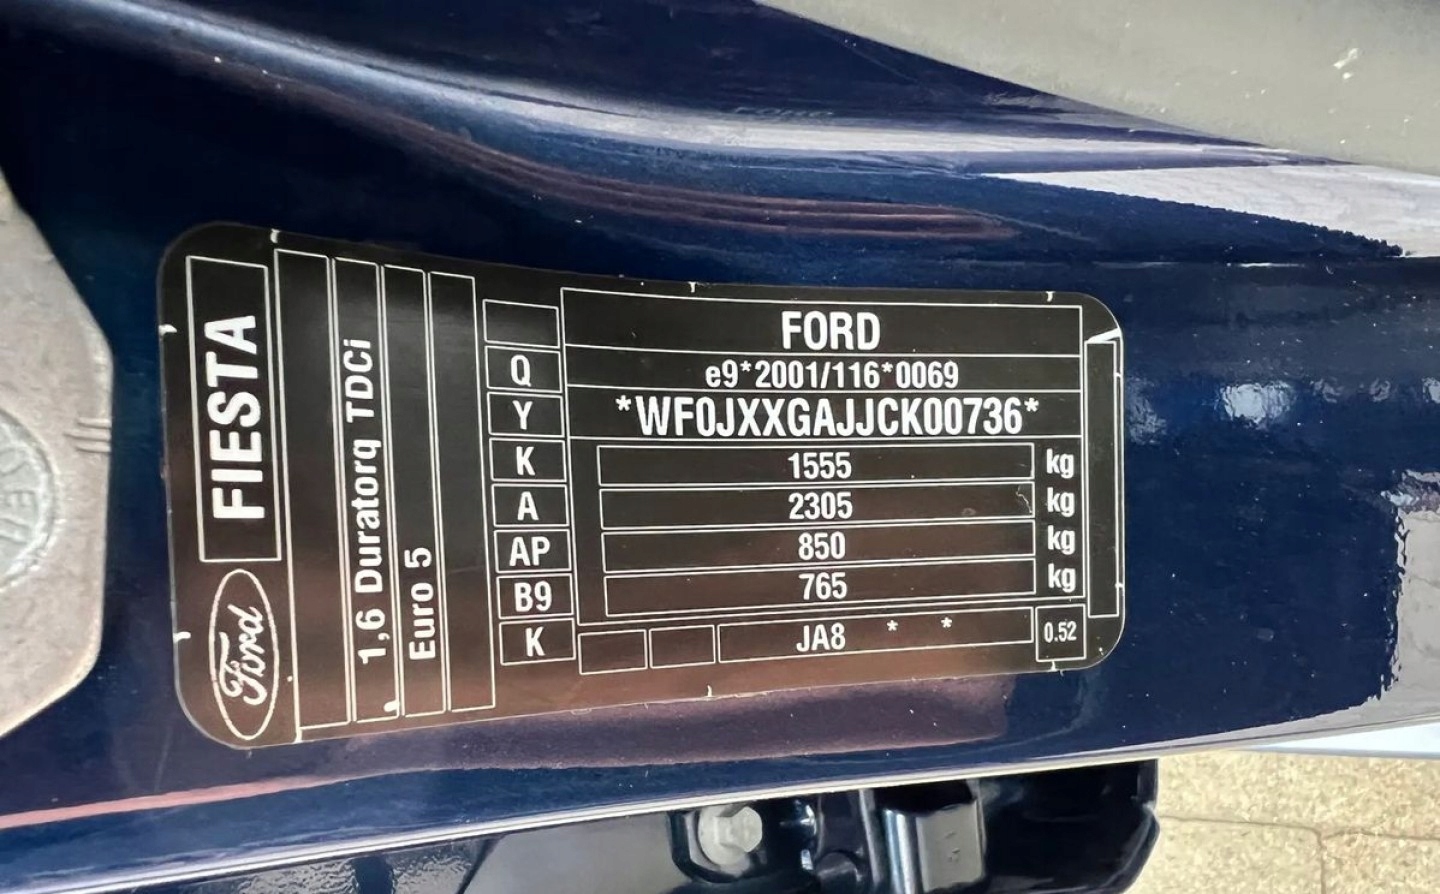 FIESTA
Ford
1,6 Duratorq TDCi
Euro 5
FORD
Q e9*2001/116*0069
Y *WF0JXXGAJJCK00736*
K 1555 kg
A 2305 kg
AP 850 kg
B9 765 kg
K JA8 * * 0.52